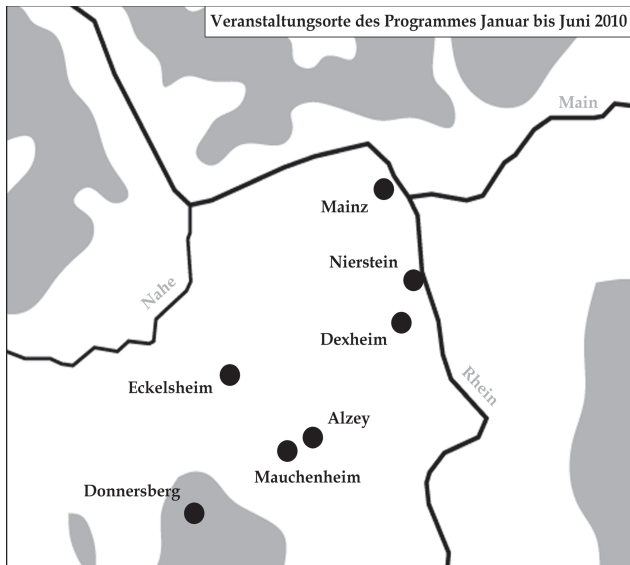 Veranstaltungsorte des Programmes Januar bis Juni 2010
Main
Mainz
Nierstein
Nahe
Dexheim
Eckelsheim
Rhein
Alzey
Mauchenheim
Donnersberg